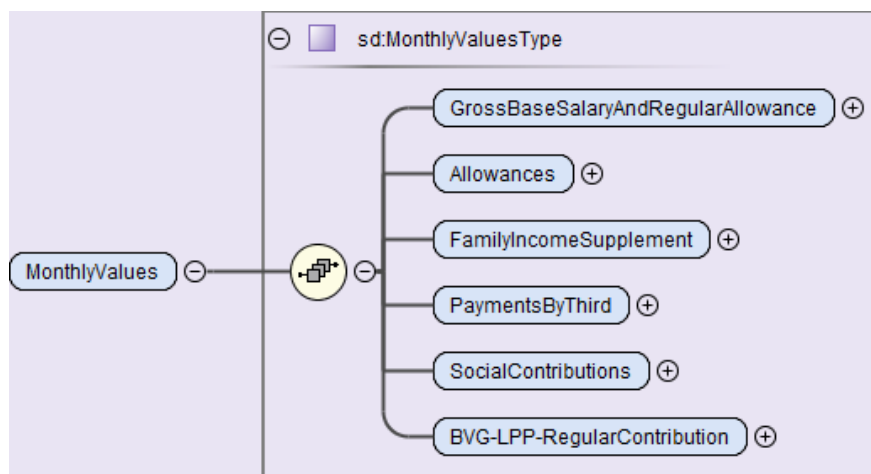 sd:MonthlyValuesType
GrossBaseSalaryAndRegularAllowance
Allowances
FamilyIncomeSupplement
MonthlyValues
PaymentsByThird
SocialContributions
BVG-LPP-RegularContribution